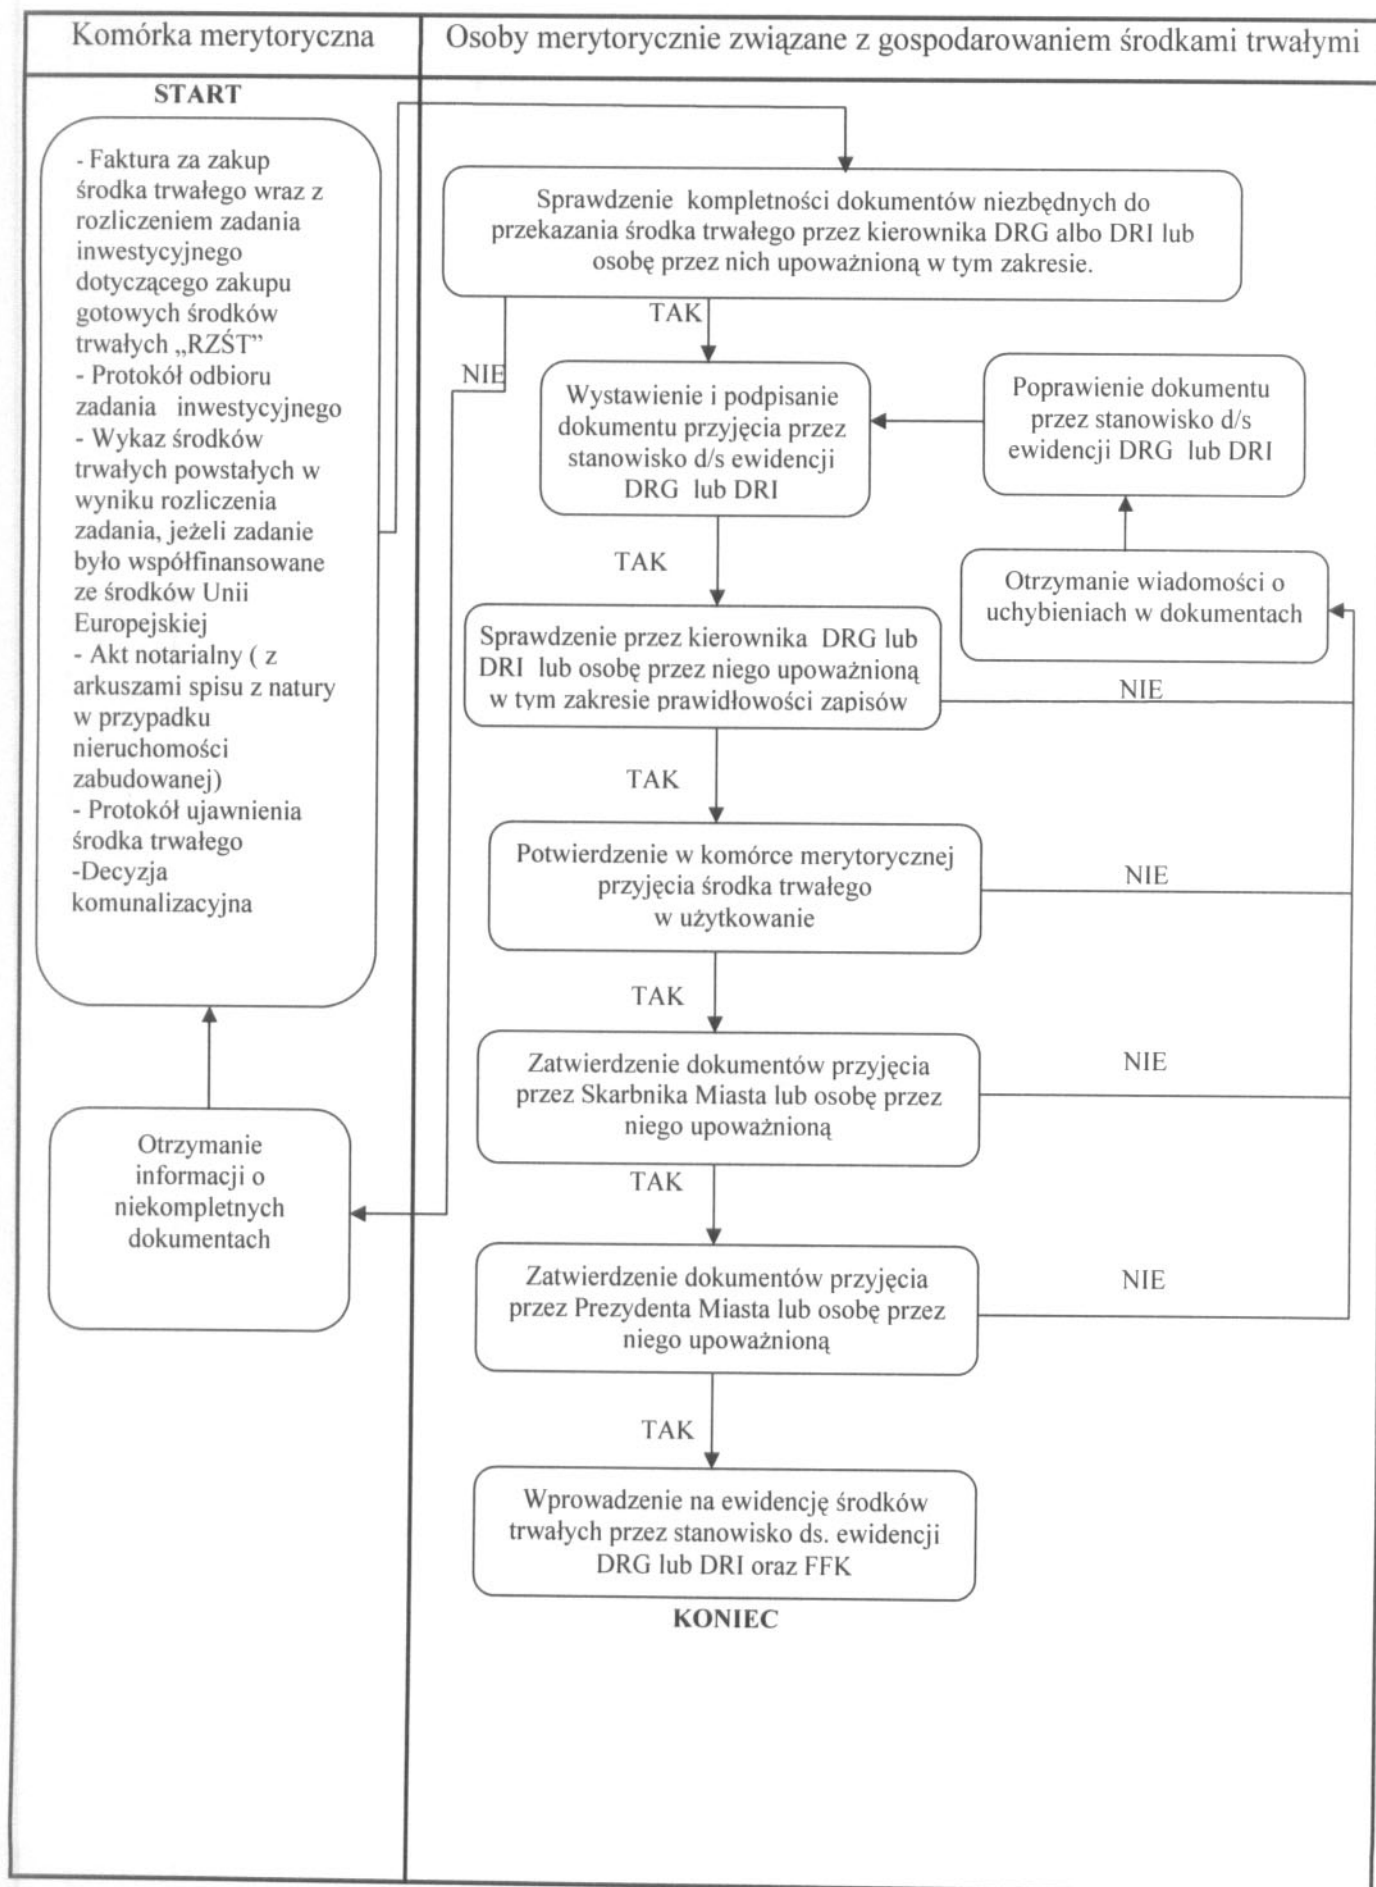 Komórka merytoryczna
Osoby merytorycznie związane z gospodarowaniem środkami trwałymi
START
- Faktura za zakup
środka trwałego wraz z
rozliczeniem zadania
inwestycyjnego
dotyczącego zakupu
gotowych środków
trwałych „RZŚT”
- Protokół odbioru
zadania inwestycyjnego
- Wykaz środków
trwałych powstałych w
wyniku rozliczenia
zadania, jeżeli zadanie
było współfinansowane
ze środków Unii
Europejskiej
- Akt notarialny ( z
arkuszami spisu z natury
w przypadku
nieruchomości
zabudowanej)
- Protokół ujawnienia
środka trwałego
-Decyzja
komunalizacyjna
Otrzymanie
informacji o
niekompletnych
dokumentach
Sprawdzenie kompletności dokumentów niezbędnych do
przekazania środka trwałego przez kierownika DRG albo DRI lub
osobę przez nich upoważnioną w tym zakresie.
TAK
NIE
Wystawienie i podpisanie
dokumentu przyjęcia przez
stanowisko d/s ewidencji
DRG lub DRI
Poprawienie dokumentu
przez stanowisko d/s
ewidencji DRG lub DRI
TAK
Otrzymanie wiadomości o
uchybieniach w dokumentach
Sprawdzenie przez kierownika DRG lub
DRI lub osobę przez niego upoważnioną
w tym zakresie prawidłowości zapisów
NIE
TAK
Potwierdzenie w komórce merytorycznej
przyjęcia środka trwałego
w użytkowanie
NIE
TAK
Zatwierdzenie dokumentów przyjęcia
przez Skarbnika Miasta lub osobę przez
niego upoważnioną
NIE
TAK
Zatwierdzenie dokumentów przyjęcia
przez Prezydenta Miasta lub osobę przez
niego upoważnioną
NIE
TAK
Wprowadzenie na ewidencję środków
trwałych przez stanowisko ds. ewidencji
DRG lub DRI oraz FFK
KONIEC